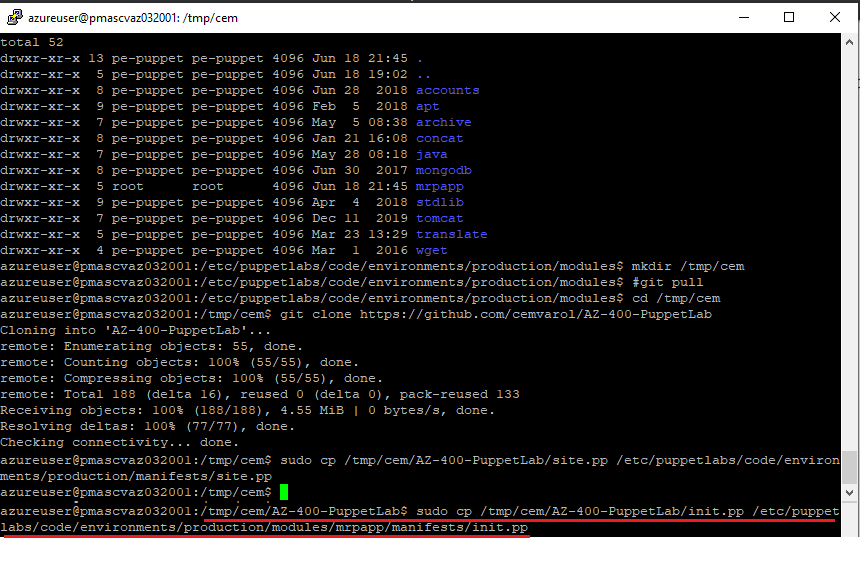 azureuser@pmascvaz032001: /tmp/cem
total 52
drwxr-xr-x 13 pe-puppet pe-puppet 4096 Jun 18 21:45 .
drwxr-xr-x  5 pe-puppet pe-puppet 4096 Jun 18 19:02 ..
drwxr-xr-x  8 pe-puppet pe-puppet 4096 Jun 28  2018 accounts
drwxr-xr-x  9 pe-puppet pe-puppet 4096 Feb  5  2018 apt
drwxr-xr-x  7 pe-puppet pe-puppet 4096 May  5 08:38 archive
drwxr-xr-x  8 pe-puppet pe-puppet 4096 Jan 21 16:08 concat
drwxr-xr-x  7 pe-puppet pe-puppet 4096 May 28 08:18 java
drwxr-xr-x  8 pe-puppet pe-puppet 4096 Jun 30  2017 mongodb
drwxr-xr-x  5 root      root      4096 Jun 18 21:45 mrpapp
drwxr-xr-x  9 pe-puppet pe-puppet 4096 Apr  4  2018 stdlib
drwxr-xr-x  7 pe-puppet pe-puppet 4096 Dec 11  2019 tomcat
drwxr-xr-x  5 pe-puppet pe-puppet 4096 Mar 23 13:29 translate
drwxr-xr-x  4 pe-puppet pe-puppet 4096 Mar  1  2016 wget
azureuser@pmascvaz032001:/etc/puppetlabs/code/environments/production/modules$ mkdir /tmp/cem
azureuser@pmascvaz032001:/etc/puppetlabs/code/environments/production/modules$ #git pull
azureuser@pmascvaz032001:/etc/puppetlabs/code/environments/production/modules$ cd /tmp/cem
azureuser@pmascvaz032001:/tmp/cem$ git clone https://github.com/cemvarol/AZ-400-PuppetLab
Cloning into 'AZ-400-PuppetLab'...
remote: Enumerating objects: 55, done.
remote: Counting objects: 100% (55/55), done.
remote: Compressing objects: 100% (55/55), done.
remote: Total 188 (delta 16), reused 0 (delta 0), pack-reused 133
Receiving objects: 100% (188/188), 4.55 MiB | 0 bytes/s, done.
Resolving deltas: 100% (77/77), done.
Checking connectivity... done.
azureuser@pmascvaz032001:/tmp/cem$ sudo cp /tmp/cem/AZ-400-PuppetLab/site.pp /etc/puppetlabs/code/environ
ments/production/manifests/site.pp
azureuser@pmascvaz032001:/tmp/cem$
azureuser@pmascvaz032001:/tmp/cem/AZ-400-PuppetLab$ sudo cp /tmp/cem/AZ-400-PuppetLab/init.pp /etc/puppet
labs/code/environments/production/modules/mrpapp/manifests/init.pp